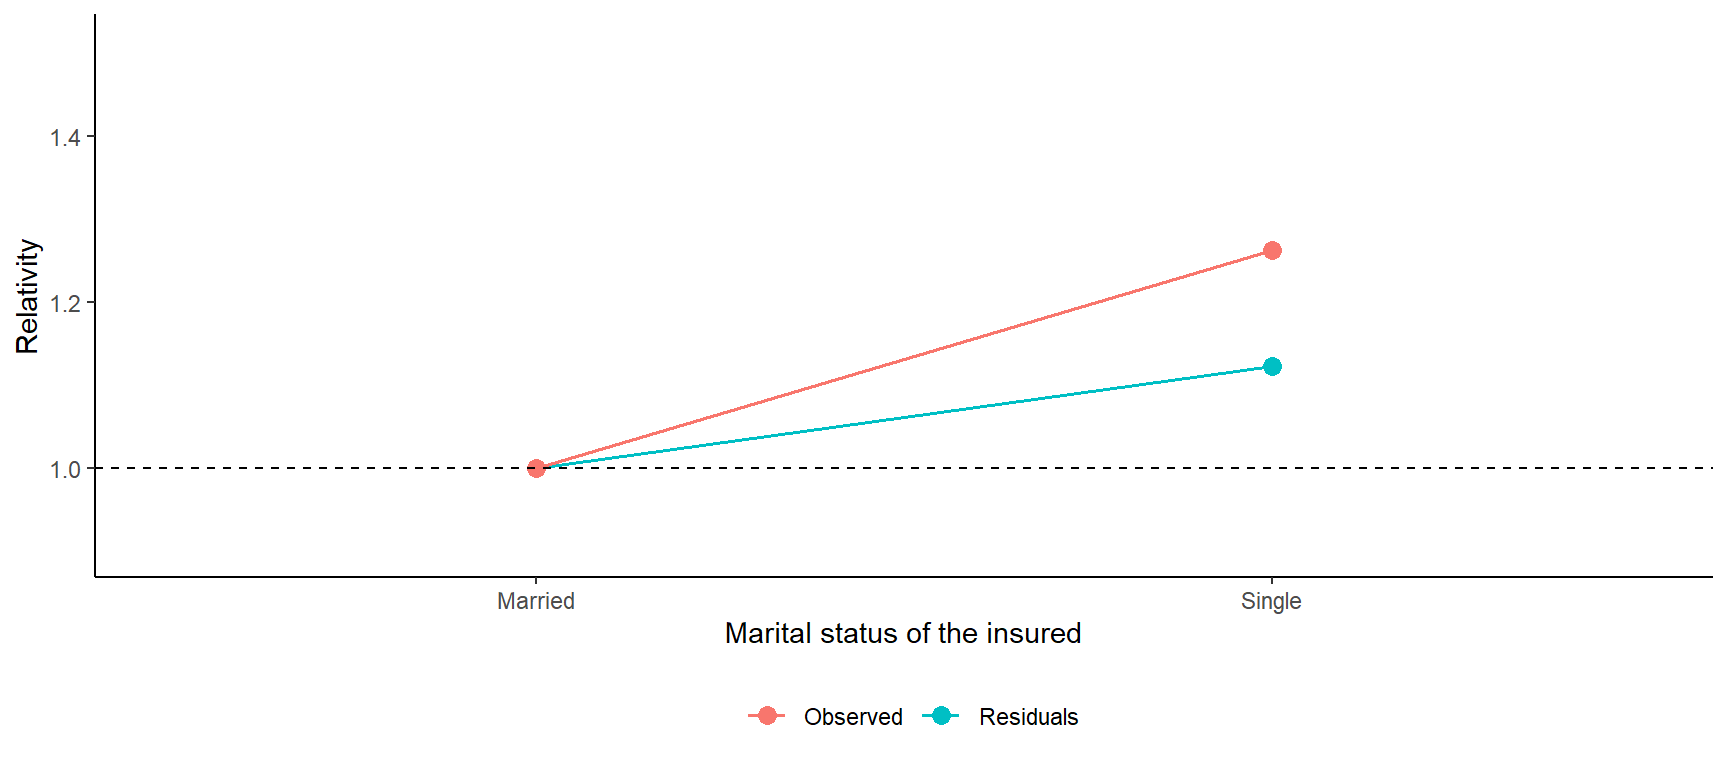 Relativity
1.4
1.2
1.0
Married Single
Marital status of the insured
Observed Residuals